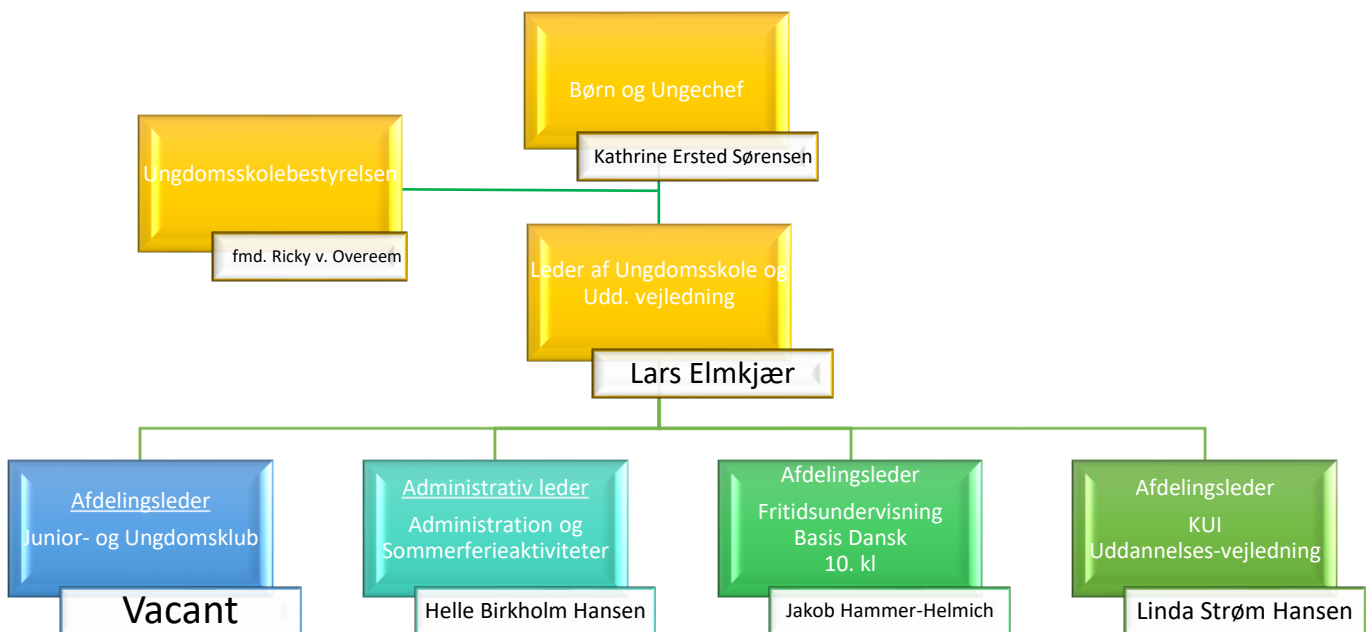 Børn og Ungechef
Kathrine Ersted Sørensen
Ungdomsskolebestyrelsen
fmd. Ricky v. Overeem
Leder af Ungdomsskole og
Udd. vejledning
Lars Elmkjær
Afdelingsleder
Junior- og Ungdomsklub
Vacant
Administrativ leder
Administration og
Sommerferieaktiviteter
Helle Birkholm Hansen
Afdelingsleder
Fritidsundervisning
Basis Dansk
10. kl
Jakob Hammer-Helmich
Afdelingsleder
KUI
Uddannelses-vejledning
Linda Strøm Hansen